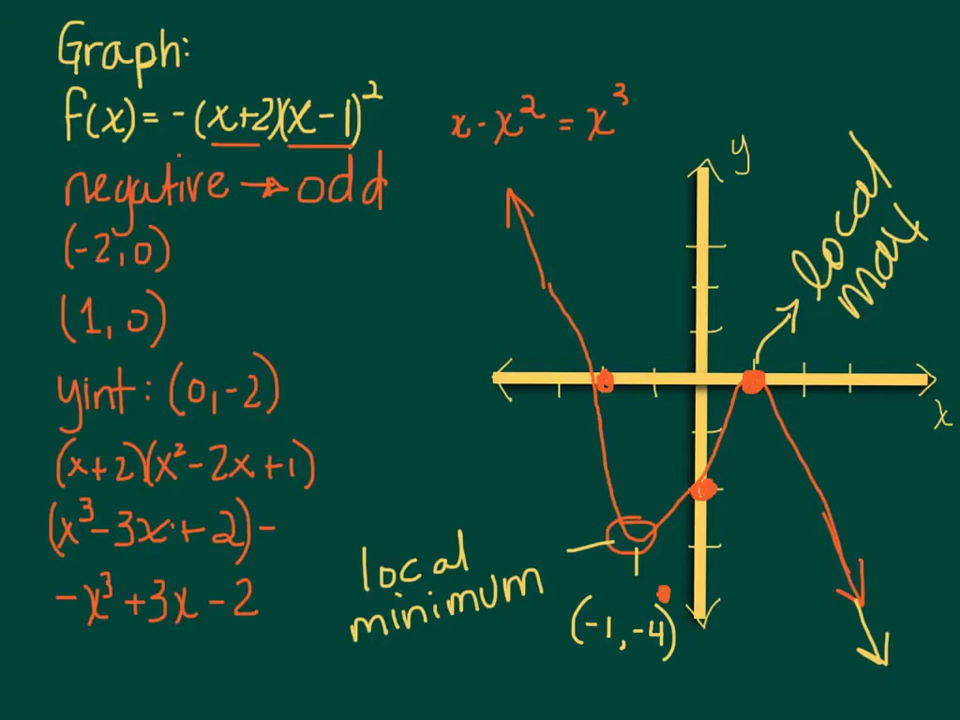 Graph:
f(x) = -(x+2)(x-1)²
x · x² = x³
negative → odd
(-2, 0)
(1, 0)
yint: (0, -2)
(x+2)(x² - 2x + 1)
(x³ - 3x + 2) -
-x³ + 3x - 2
y
local
max
x
local
minimum
(-1, -4)